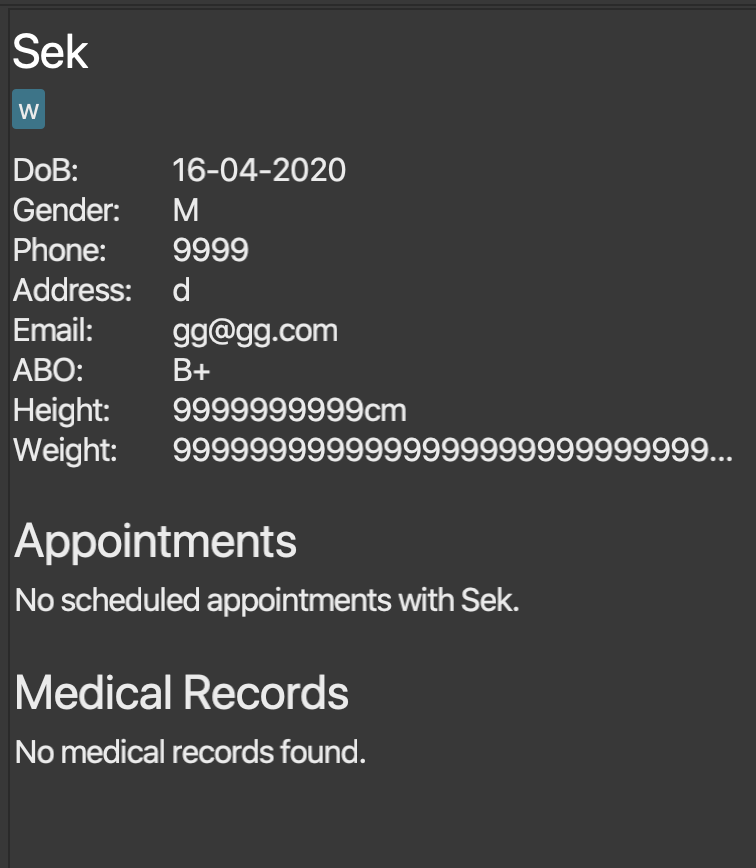 Sek
w
DoB: 16-04-2020
Gender: M
Phone: 9999
Address: d
Email: gg@gg.com
ABO: B+
Height: 9999999999cm
Weight: 9999999999999999999999999999...
Appointments
No scheduled appointments with Sek.
Medical Records
No medical records found.